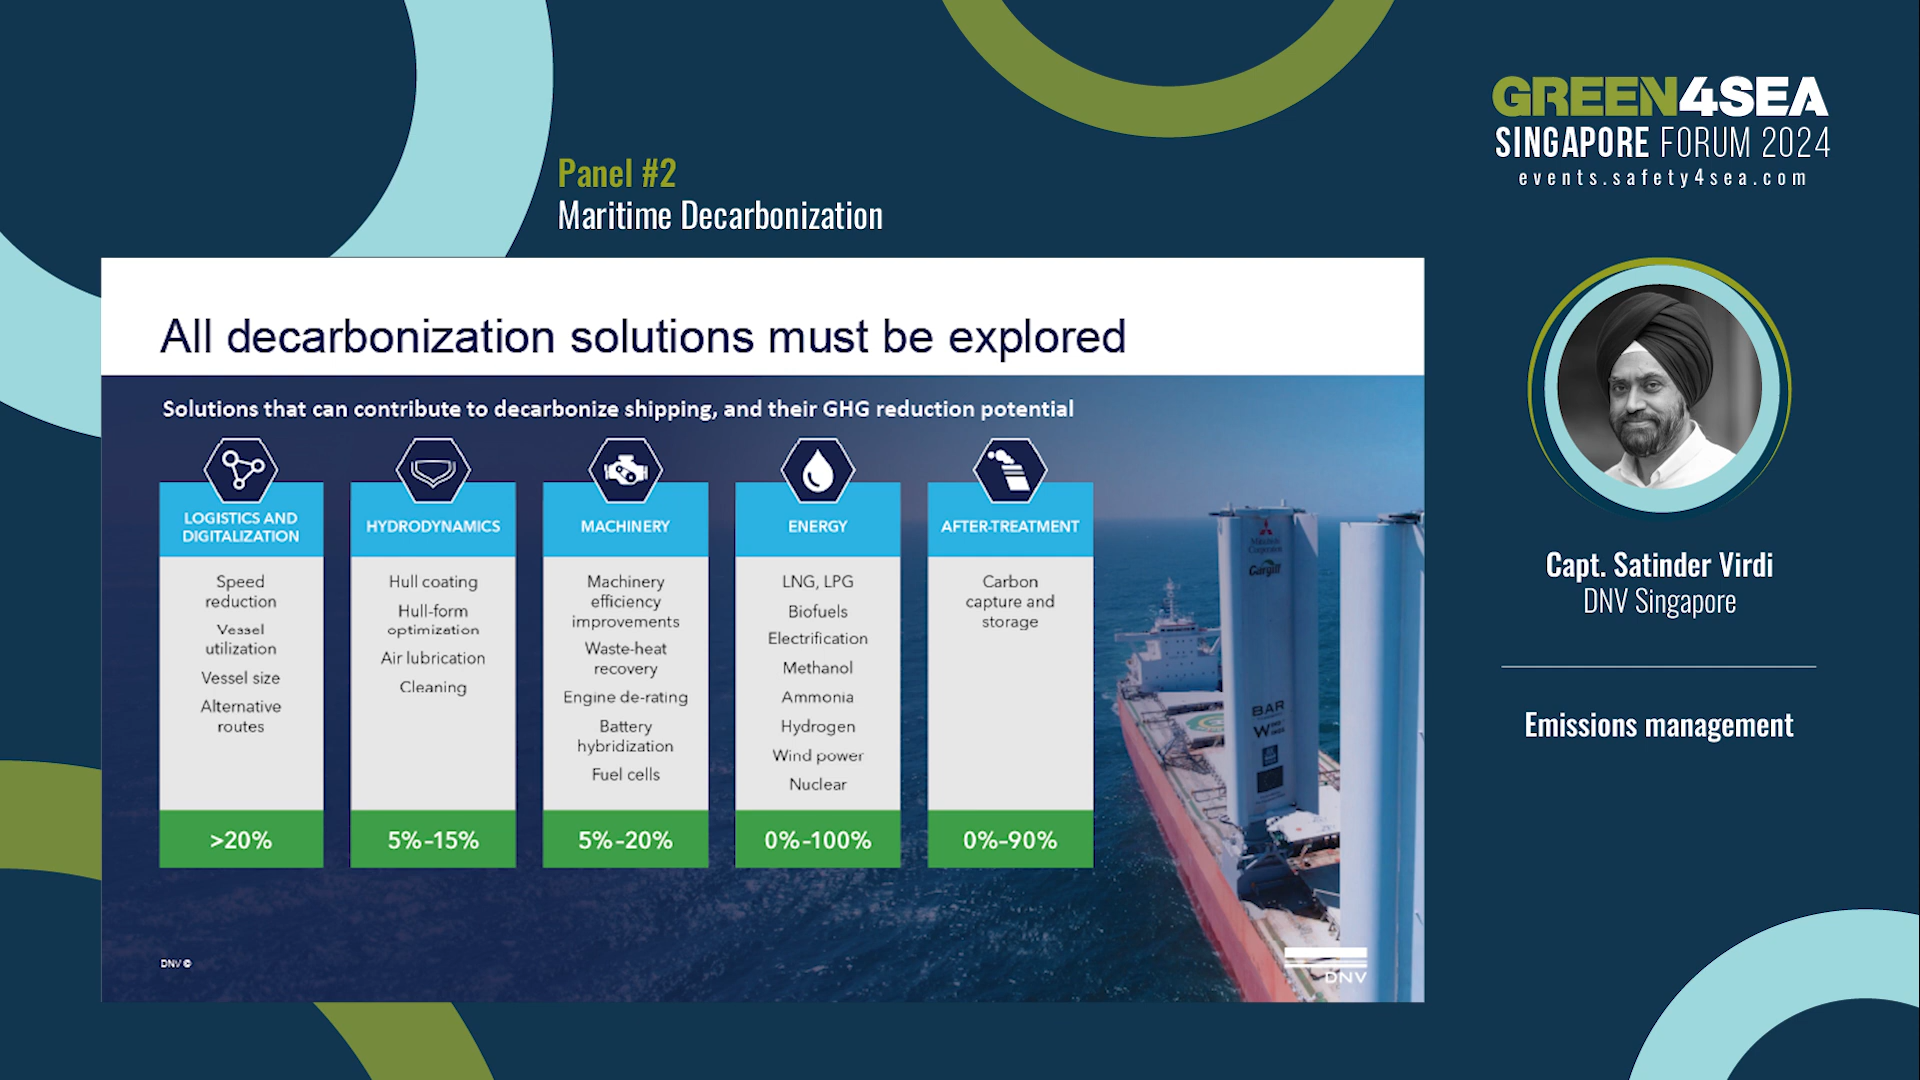 GREEN4SEA
SINGAPORE FORUM 2024
events.safety4sea.com
Panel #2
Maritime Decarbonization
All decarbonization solutions must be explored
Solutions that can contribute to decarbonize shipping, and their GHG reduction potential
LOGISTICS AND
DIGITALIZATION
Speed
reduction
Vessel
utilization
Vessel size
Alternative
routes
>20%
HYDRODYNAMICS
Hull coating
Hull-form
optimization
Air lubrication
Cleaning
5%-15%
MACHINERY
Machinery
efficiency
improvements
Waste-heat
recovery
Engine de-rating
Battery
hybridization
Fuel cells
5%-20%
ENERGY
LNG, LPG
Biofuels
Electrification
Methanol
Ammonia
Hydrogen
Wind power
Nuclear
0%-100%
AFTER-TREATMENT
Carbon
capture and
storage
0%-90%
Mitsubishi
Corporation
Cargill
BAR
DNV ©
DNV
Capt. Satinder Virdi
DNV Singapore
Emissions management